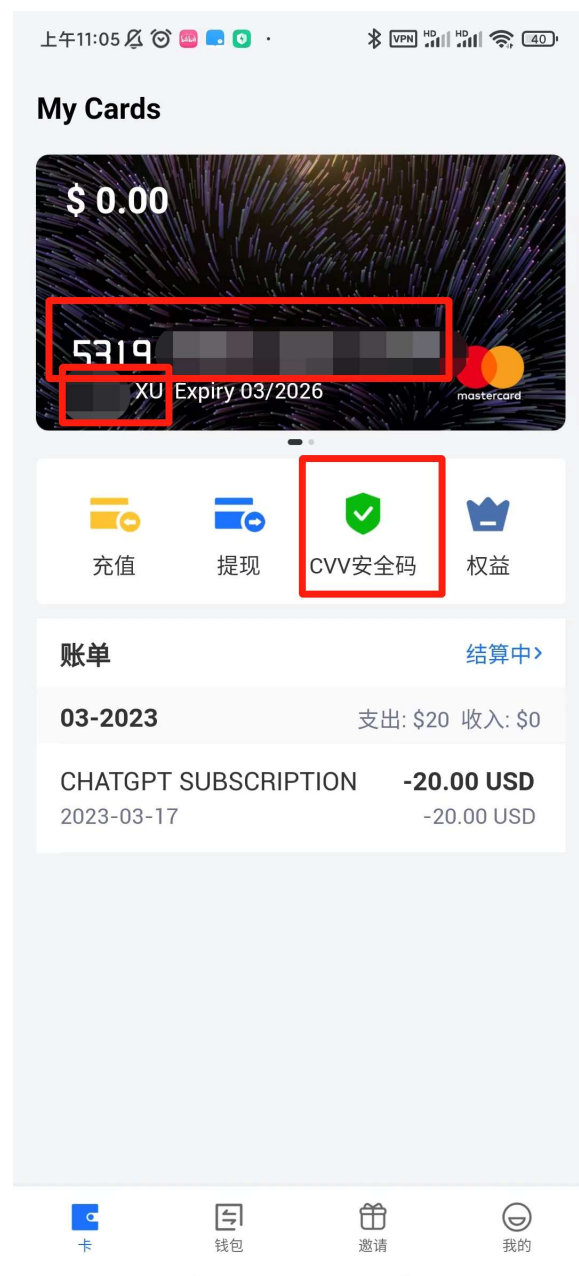 上午11:05
VPN HD HD 40
My Cards
$ 0.00
5319
XU Expiry 03/2026
mastercard
充值 提现 CVV安全码 权益
账单 结算中>
03-2023 支出: $20 收入: $0
CHATGPT SUBSCRIPTION -20.00 USD
2023-03-17 -20.00 USD
卡 钱包 邀请 我的